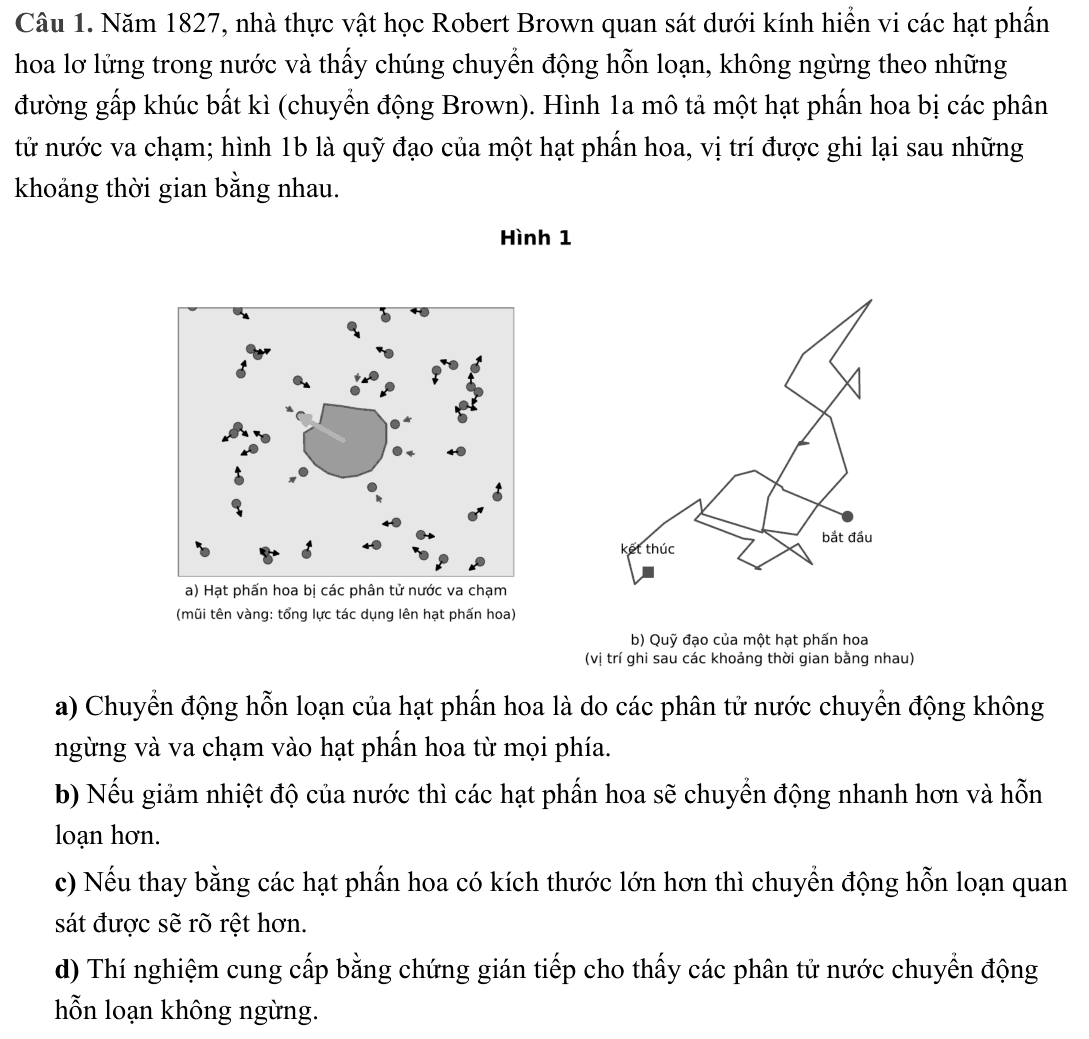 Câu 1. Năm 1827, nhà thực vật học Robert Brown quan sát dưới kính hiển vi các hạt phấn
hoa lơ lửng trong nước và thấy chúng chuyển động hỗn loạn, không ngừng theo những
đường gấp khúc bất kì (chuyển động Brown). Hình 1a mô tả một hạt phấn hoa bị các phân
tử nước va chạm; hình 1b là quỹ đạo của một hạt phấn hoa, vị trí được ghi lại sau những
khoảng thời gian bằng nhau.
Hình 1
a) Hạt phấn hoa bị các phân tử nước va chạm
(mũi tên vàng: tổng lực tác dụng lên hạt phấn hoa)
bắt đầu
kết thúc
b) Quỹ đạo của một hạt phấn hoa
(vị trí ghi sau các khoảng thời gian bằng nhau)
a) Chuyển động hỗn loạn của hạt phấn hoa là do các phân tử nước chuyển động không
ngừng và va chạm vào hạt phấn hoa từ mọi phía.
b) Nếu giảm nhiệt độ của nước thì các hạt phấn hoa sẽ chuyển động nhanh hơn và hỗn
loạn hơn.
c) Nếu thay bằng các hạt phấn hoa có kích thước lớn hơn thì chuyển động hỗn loạn quan
sát được sẽ rõ rệt hơn.
d) Thí nghiệm cung cấp bằng chứng gián tiếp cho thấy các phân tử nước chuyển động
hỗn loạn không ngừng.